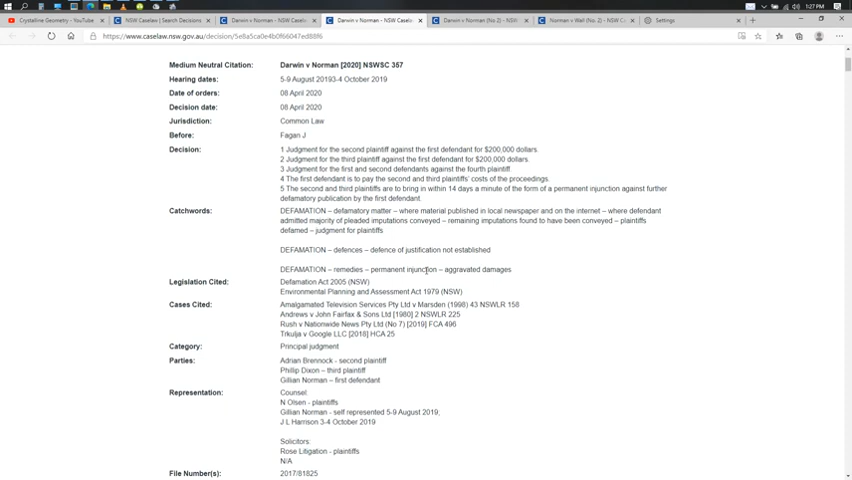 1:27 PM
Crystalline Geometry - YouTube
NSW Caselaw | Search Decisions
Darwin v Norman - NSW Caselaw
Darwin v Norman - NSW Caselaw
Darwin v Norman (No 2) - NSW C
Norman v Wall (No. 2) - NSW Ca
Settings
https://www.caselaw.nsw.gov.au/decision/5e8a5ca0e4b0f66047ed88f6
Medium Neutral Citation: Darwin v Norman [2020] NSWSC 357
Hearing dates: 5-9 August 20193-4 October 2019
Date of orders: 08 April 2020
Decision date: 08 April 2020
Jurisdiction: Common Law
Before: Fagan J
Decision: 1 Judgment for the second plaintiff against the first defendant for $200,000 dollars.
2 Judgment for the third plaintiff against the first defendant for $200,000 dollars.
3 Judgment for the first and second defendants against the fourth plaintiff.
4 The first defendant is to pay the second and third plaintiffs' costs of the proceedings.
5 The second and third plaintiffs are to bring in within 14 days a minute of the form of a permanent injunction against further
defamatory publication by the first defendant.
Catchwords: DEFAMATION – defamatory matter – where material published in local newspaper and on the internet – where defendant
admitted majority of pleaded imputations conveyed – remaining imputations found to have been conveyed – plaintiffs
defamed – judgment for plaintiffs
DEFAMATION – defences – defence of justification not established
DEFAMATION – remedies – permanent injunction – aggravated damages
Legislation Cited: Defamation Act 2005 (NSW)
Environmental Planning and Assessment Act 1979 (NSW)
Cases Cited: Amalgamated Television Services Pty Ltd v Marsden (1998) 43 NSWLR 158
Andrews v John Fairfax & Sons Ltd [1980] 2 NSWLR 225
Rush v Nationwide News Pty Ltd (No 7) [2019] FCA 496
Trkulja v Google LLC [2018] HCA 25
Category: Principal judgment
Parties: Adrian Brennock - second plaintiff
Phillip Dixon – third plaintiff
Gillian Norman – first defendant
Representation: Counsel:
N Olsen - plaintiffs
Gillian Norman - self represented 5-9 August 2019;
J L Harrison 3-4 October 2019
Solicitors:
Rose Litigation - plaintiffs
N/A
File Number(s): 2017/81825